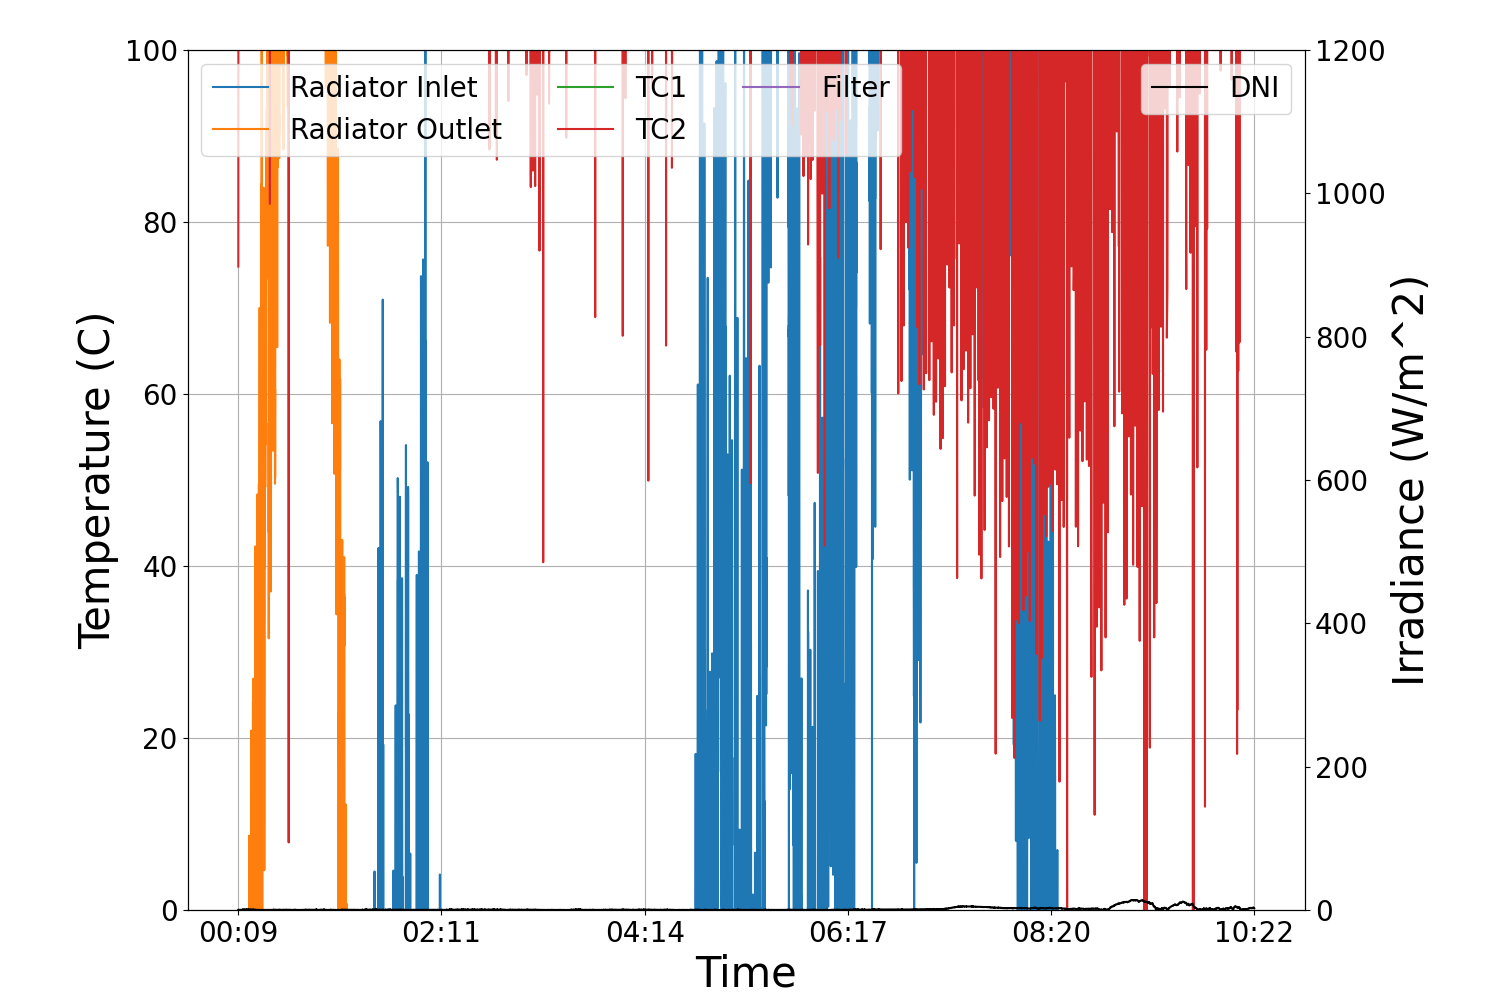 100
80
60
40
20
0
Temperature (C)
Radiator Inlet
Radiator Outlet
TC1
TC2
Filter
DNI
1200
1000
800
600
400
200
0
Irradiance (W/m^2)
00:09 02:11 04:14 06:17 08:20 10:22
Time